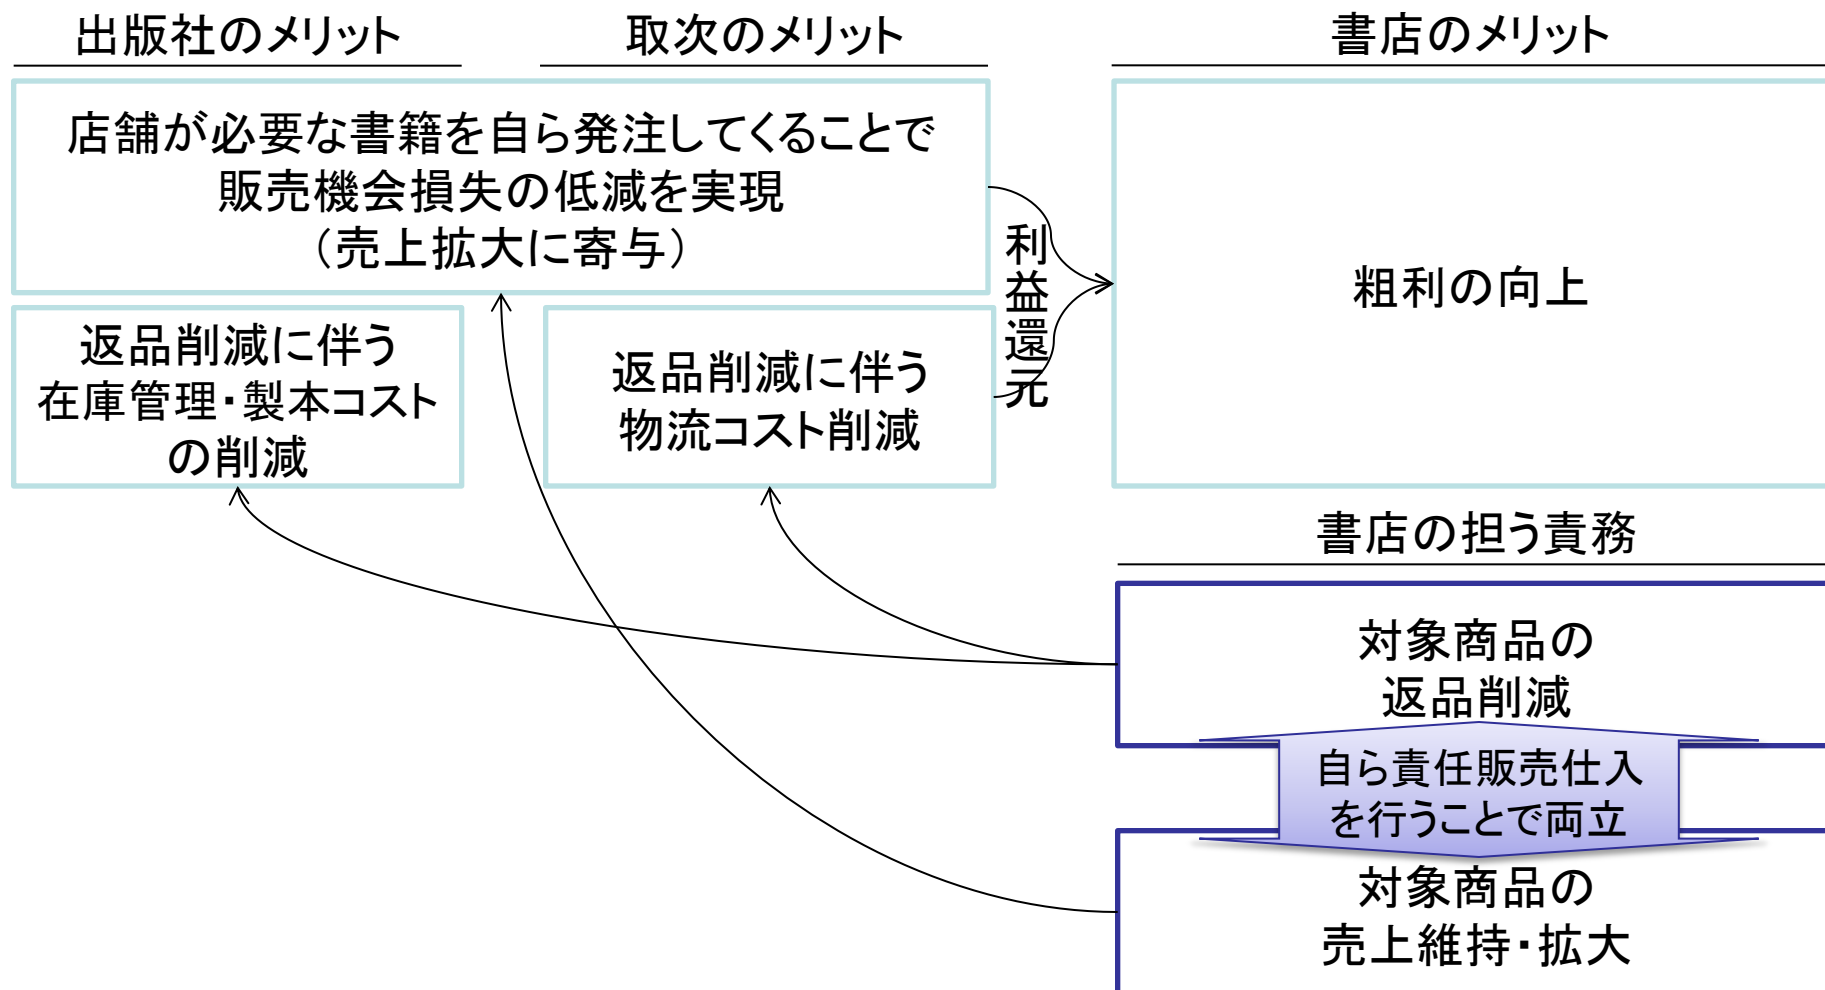 出版社のメリット
取次のメリット
書店のメリット
店舗が必要な書籍を自ら発注してくることで
販売機会損失の低減を実現
（売上拡大に寄与）
利益還元
粗利の向上
返品削減に伴う
在庫管理・製本コスト
の削減
返品削減に伴う
物流コスト削減
書店の担う責務
対象商品の
返品削減
自ら責任販売仕入
を行うことで両立
対象商品の
売上維持・拡大